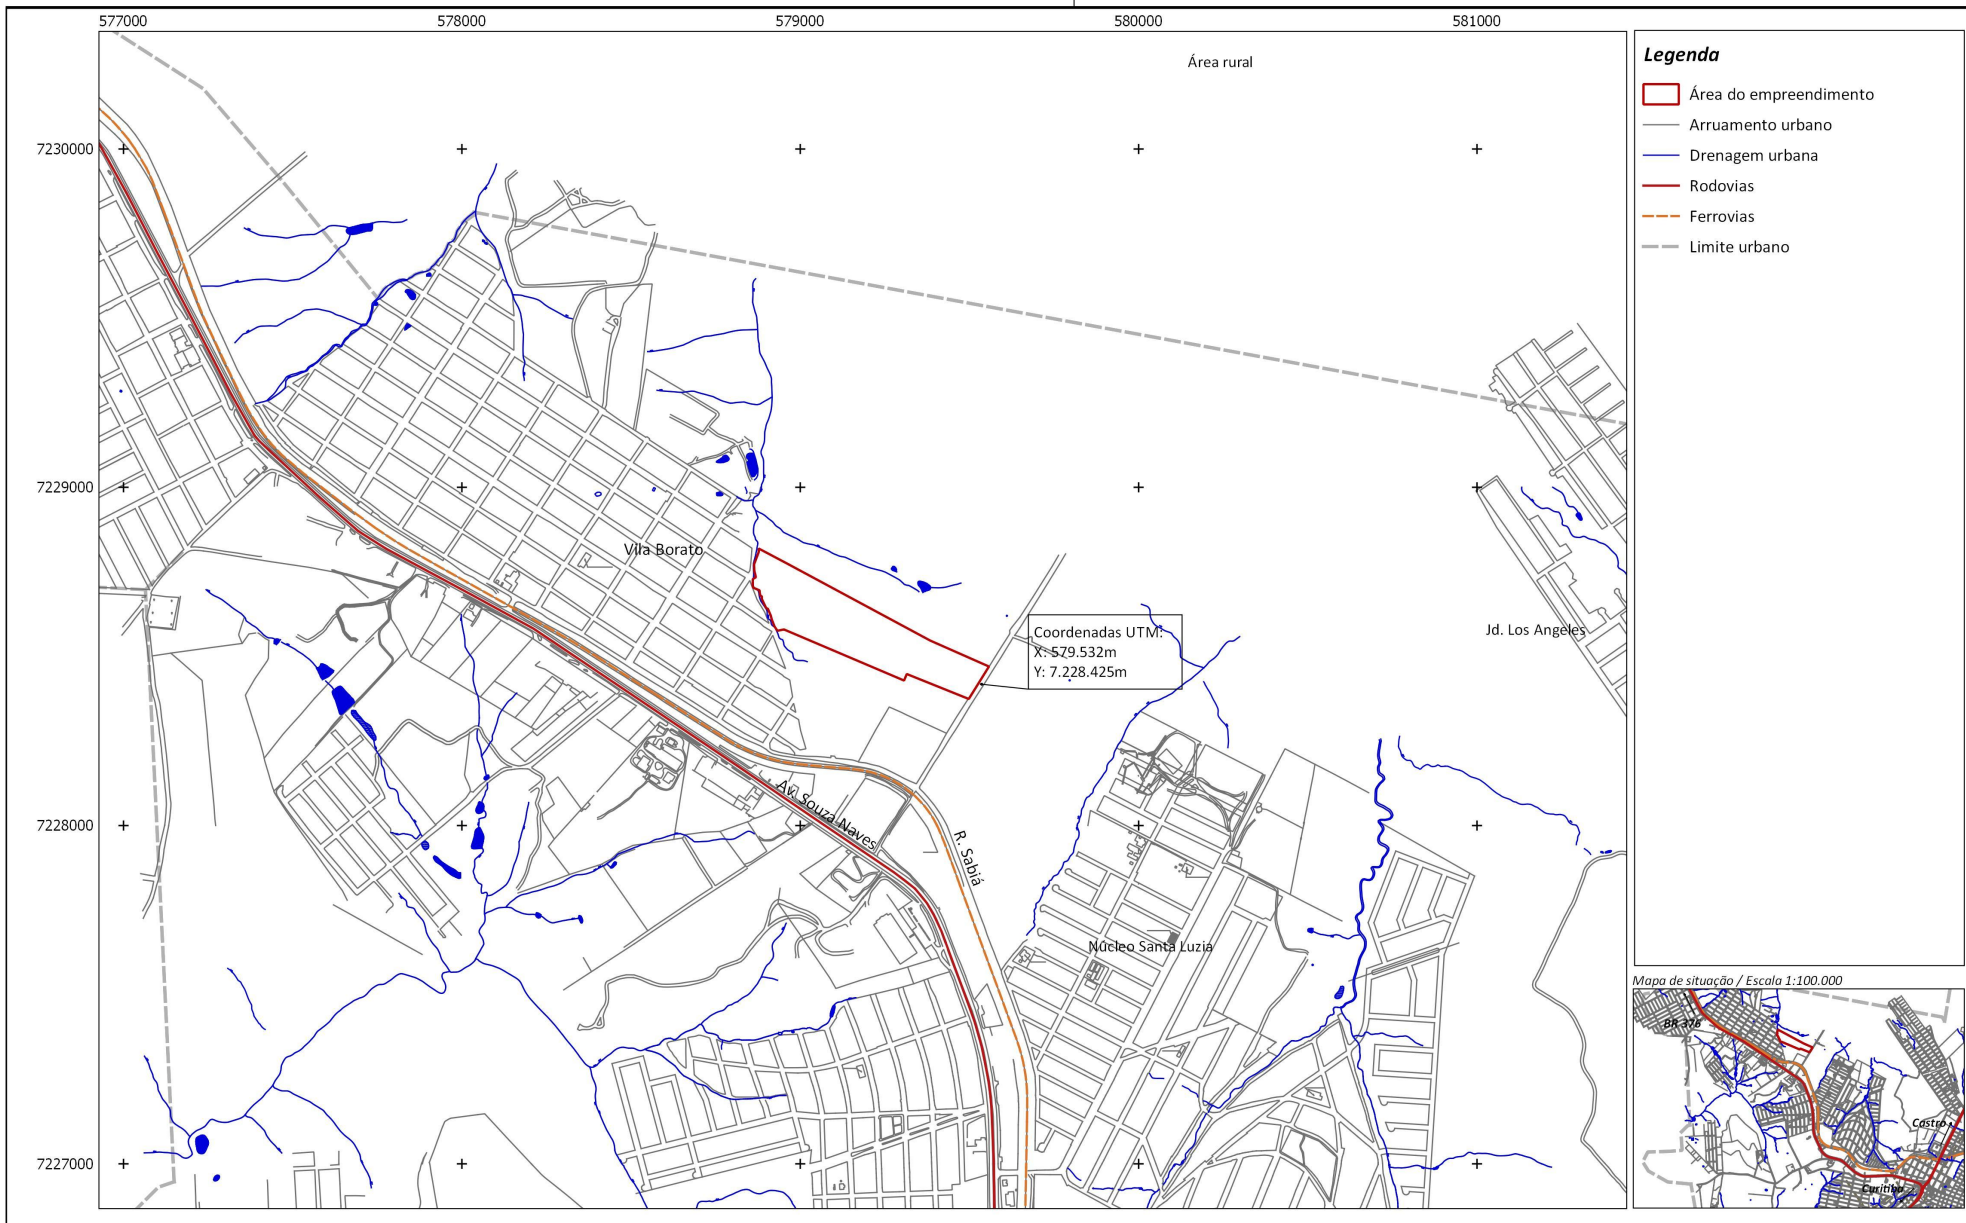 577000
578000
579000
580000
581000
Área rural
7230000
7229000
7228000
7227000
Vila Borato
Coordenadas UTM:
X: 579.532m
Y: 7.228.425m
Jd. Los Angeles
Av. Souza Naves
R. Sabiá
Núcleo Santa Luzia
Legenda
Área do empreendimento
Arruamento urbano
Drenagem urbana
Rodovias
Ferrovias
Limite urbano
Mapa de situação / Escala 1:100.000
BR 376
Castro
Curitiba